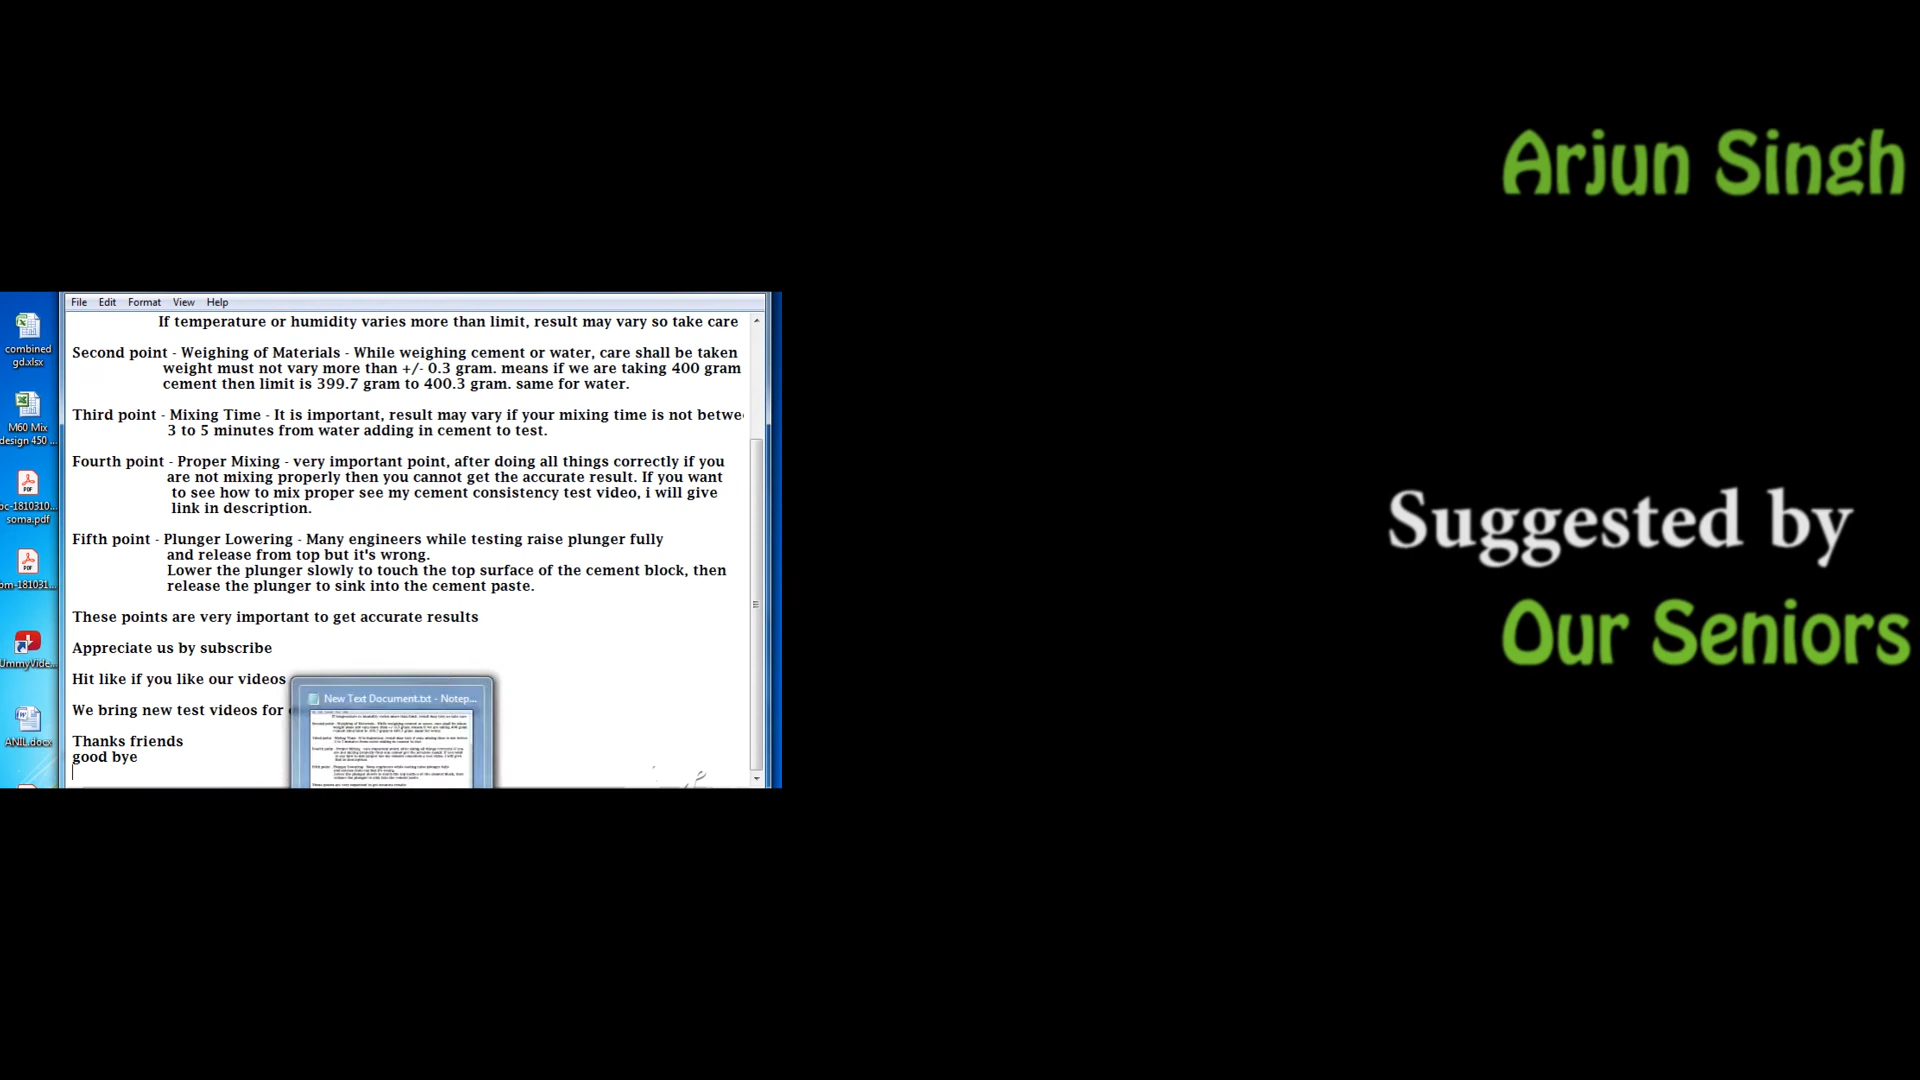 File Edit Format View Help
If temperature or humidity varies more than limit, result may vary so take care
Second point - Weighing of Materials - While weighing cement or water, care shall be taken
weight must not vary more than +/- 0.3 gram. means if we are taking 400 gram
cement then limit is 399.7 gram to 400.3 gram. same for water.
Third point - Mixing Time - It is important, result may vary if your mixing time is not betwe
3 to 5 minutes from water adding in cement to test.
Fourth point - Proper Mixing - very important point, after doing all things correctly if you
are not mixing properly then you cannot get the accurate result. If you want
to see how to mix proper see my cement consistency test video, i will give
link in description.
Fifth point - Plunger Lowering - Many engineers while testing raise plunger fully
and release from top but it's wrong.
Lower the plunger slowly to touch the top surface of the cement block, then
release the plunger to sink into the cement paste.
These points are very important to get accurate results
Appreciate us by subscribe
Hit like if you like our videos
We bring new test videos for
Thanks friends
good bye
New Text Document.txt - Notep...
combined
gd.xlsx
M60 Mix
design 450 ...
oc-1810310...
soma.pdf
om-181031...
UmmyVide...
ANIL.docx
Arjun Singh
Suggested by
Our Seniors